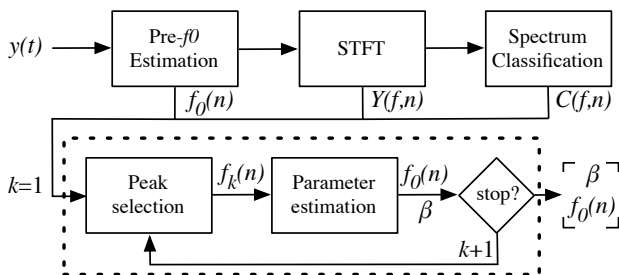 y(t)
Pre-f0
Estimation
STFT
Spectrum
Classification
f₀(n)
Y(f,n)
C(f,n)
k=1
Peak
selection
fₖ(n)
Parameter
estimation
f₀(n)
β
stop?
k+1
β
f₀(n)